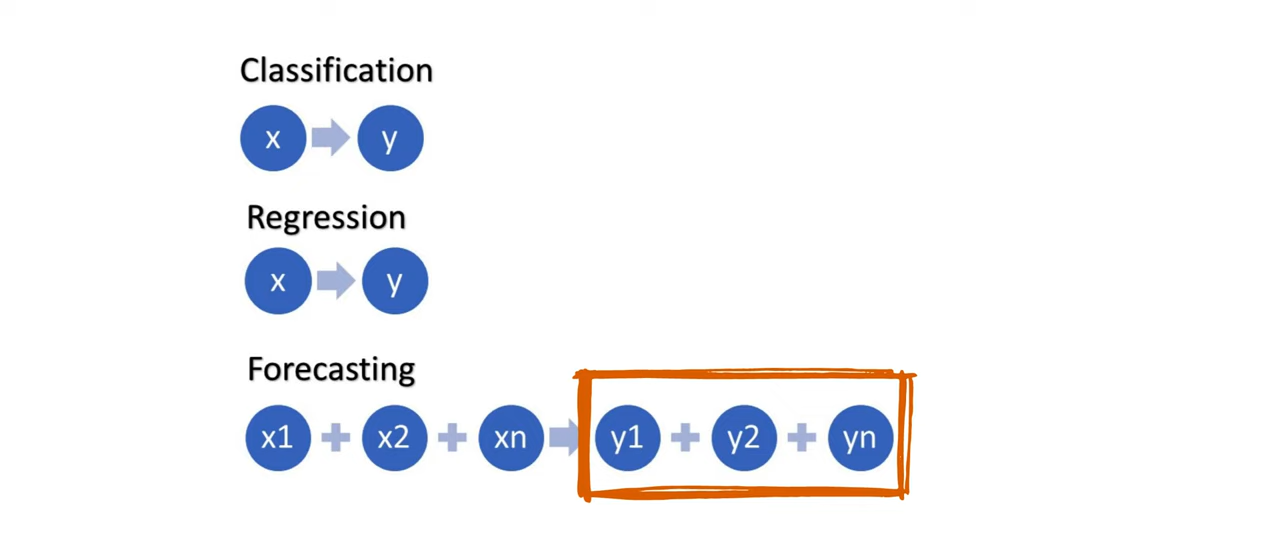 Classification
x y
Regression
x y
Forecasting
x1 + x2 + xn y1 + y2 + yn